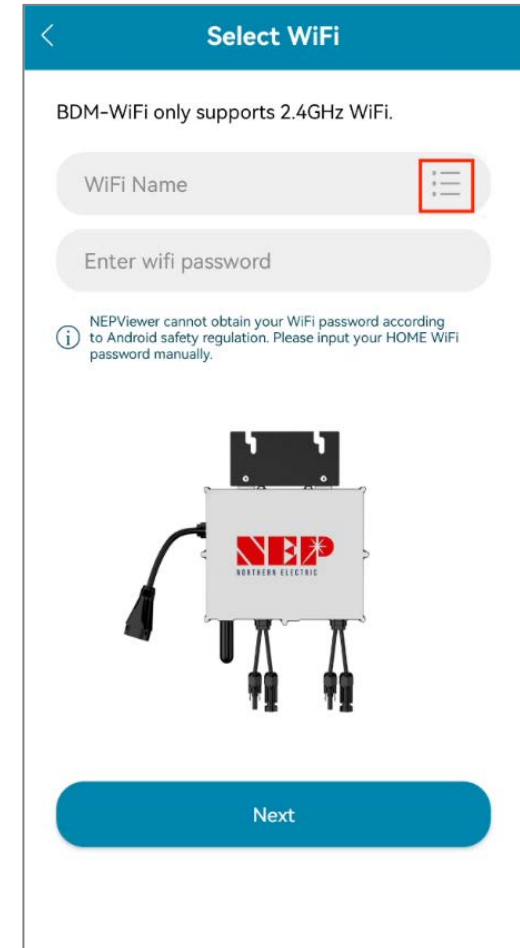 Select WiFi
BDM-WiFi only supports 2.4GHz WiFi.
WiFi Name
Enter wifi password
NEPViewer cannot obtain your WiFi password according
to Android safety regulation. Please input your HOME WiFi
password manually.
NEP
NORTHERN ELECTRIC
Next